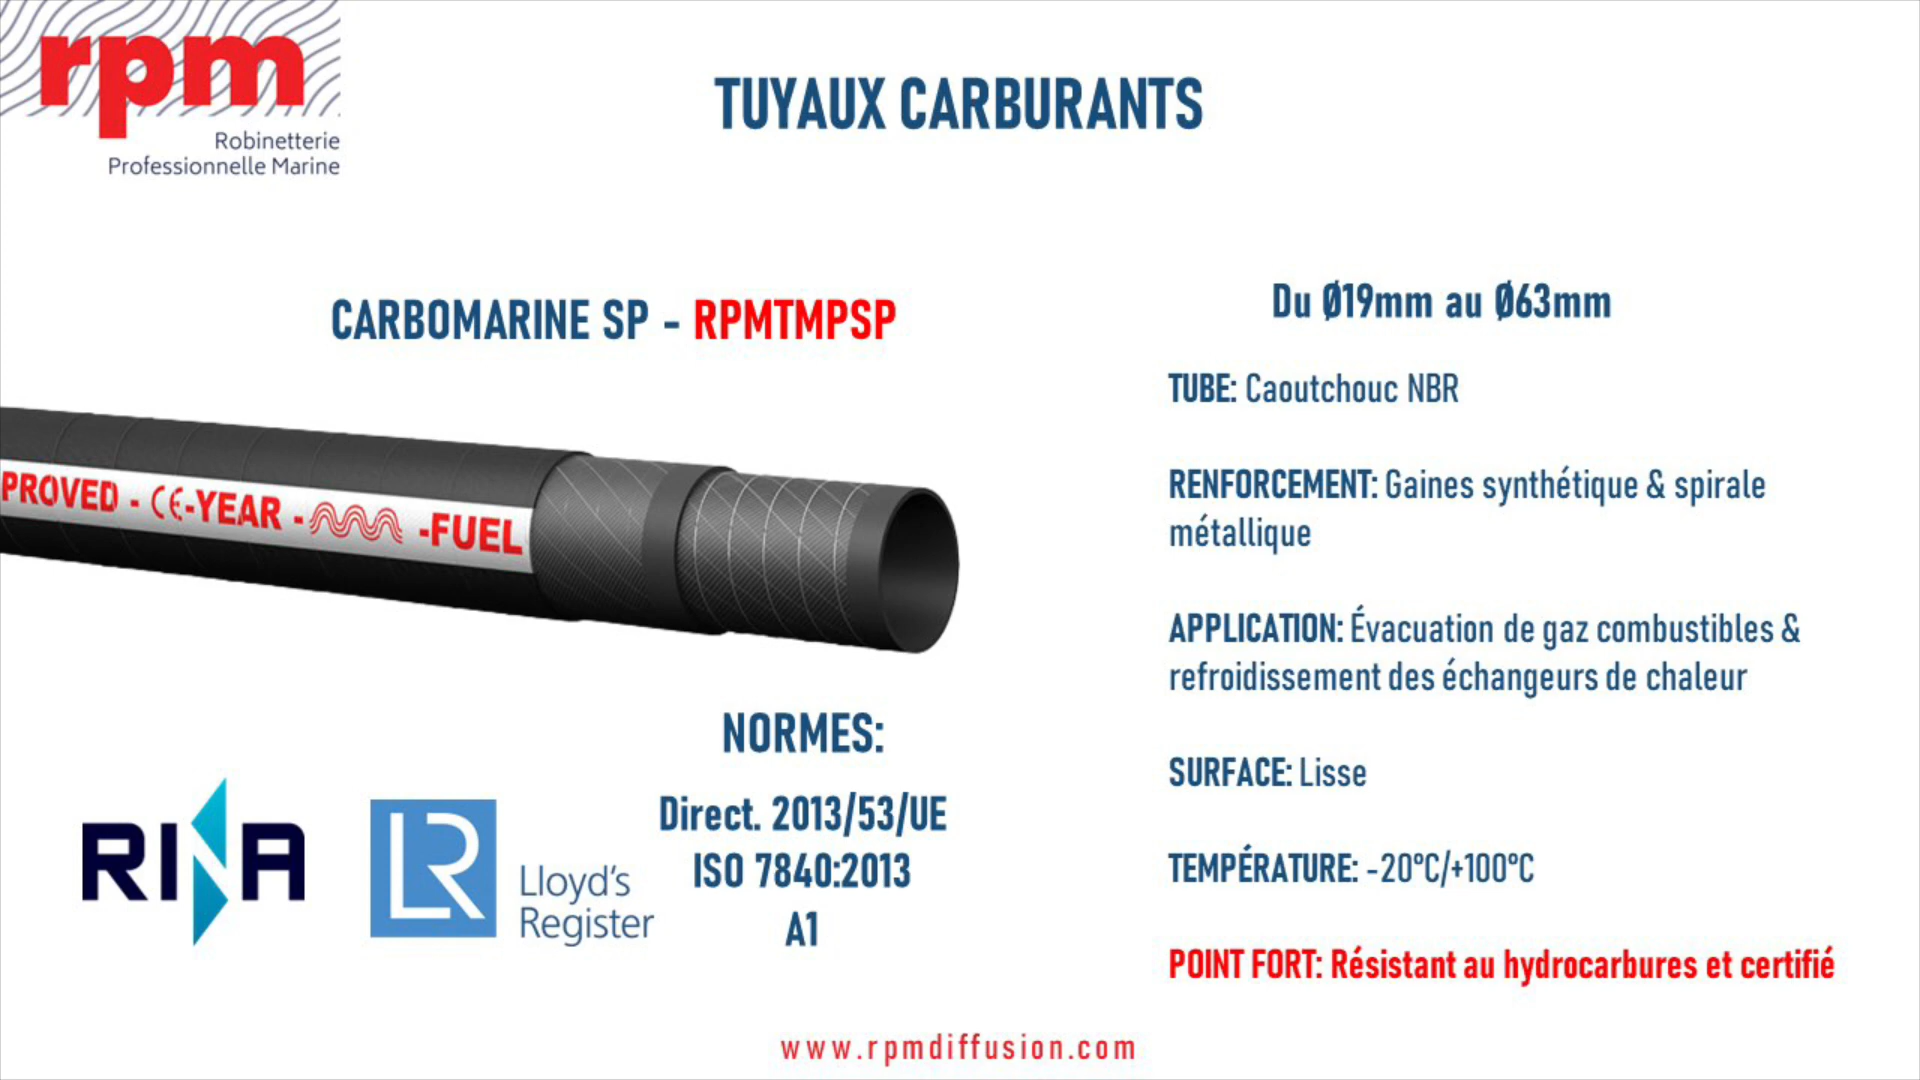 rpm
Robinetterie
Professionnelle Marine
TUYAUX CARBURANTS
CARBOMARINE SP - RPMTMPSP
PROVED - CE-YEAR - -FUEL
NORMES:
Direct. 2013/53/UE
ISO 7840:2013
A1
RINA
LR
Lloyd's
Register
Du Ø19mm au Ø63mm
TUBE: Caoutchouc NBR
RENFORCEMENT: Gaines synthétique & spirale
métallique
APPLICATION: Évacuation de gaz combustibles &
refroidissement des échangeurs de chaleur
SURFACE: Lisse
TEMPÉRATURE: -20°C/+100°C
POINT FORT: Résistant au hydrocarbures et certifié
www.rpmdiffusion.com